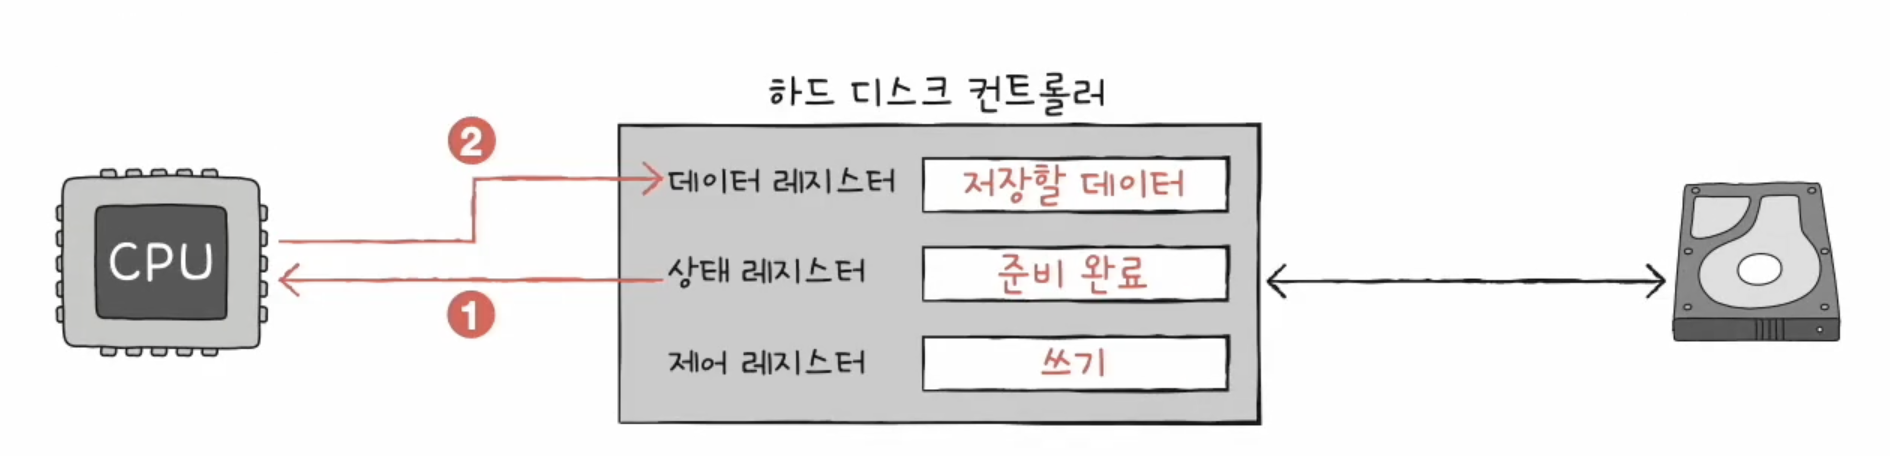 하드 디스크 컨트롤러
2
데이터 레지스터 저장할 데이터
CPU
상태 레지스터 준비 완료
1
제어 레지스터 쓰기